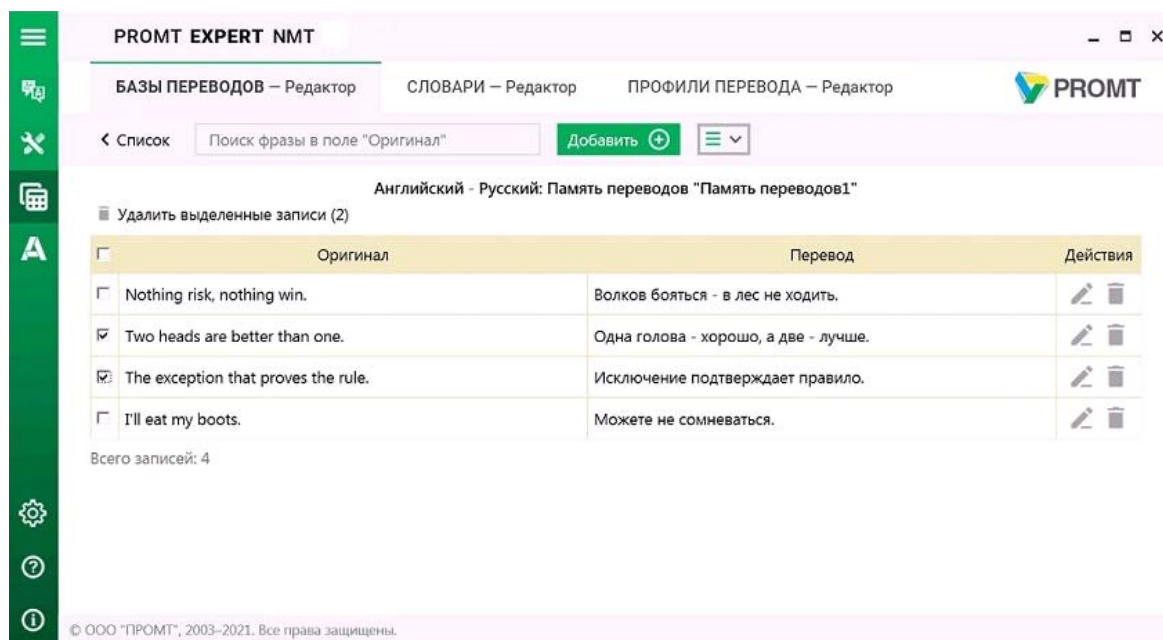 PROMT EXPERT NMT
БАЗЫ ПЕРЕВОДОВ — Редактор СЛОВАРИ — Редактор ПРОФИЛИ ПЕРЕВОДА — Редактор PROMT
Список Поиск фразы в поле "Оригинал" Добавить
Английский - Русский: Память переводов "Память переводов1"
Удалить выделенные записи (2)
Оригинал Перевод Действия
Nothing risk, nothing win. Волков бояться - в лес не ходить.
Two heads are better than one. Одна голова - хорошо, а две - лучше.
The exception that proves the rule. Исключение подтверждает правило.
I'll eat my boots. Можете не сомневаться.
Всего записей: 4
© ООО "ПРОМТ", 2003–2021. Все права защищены.